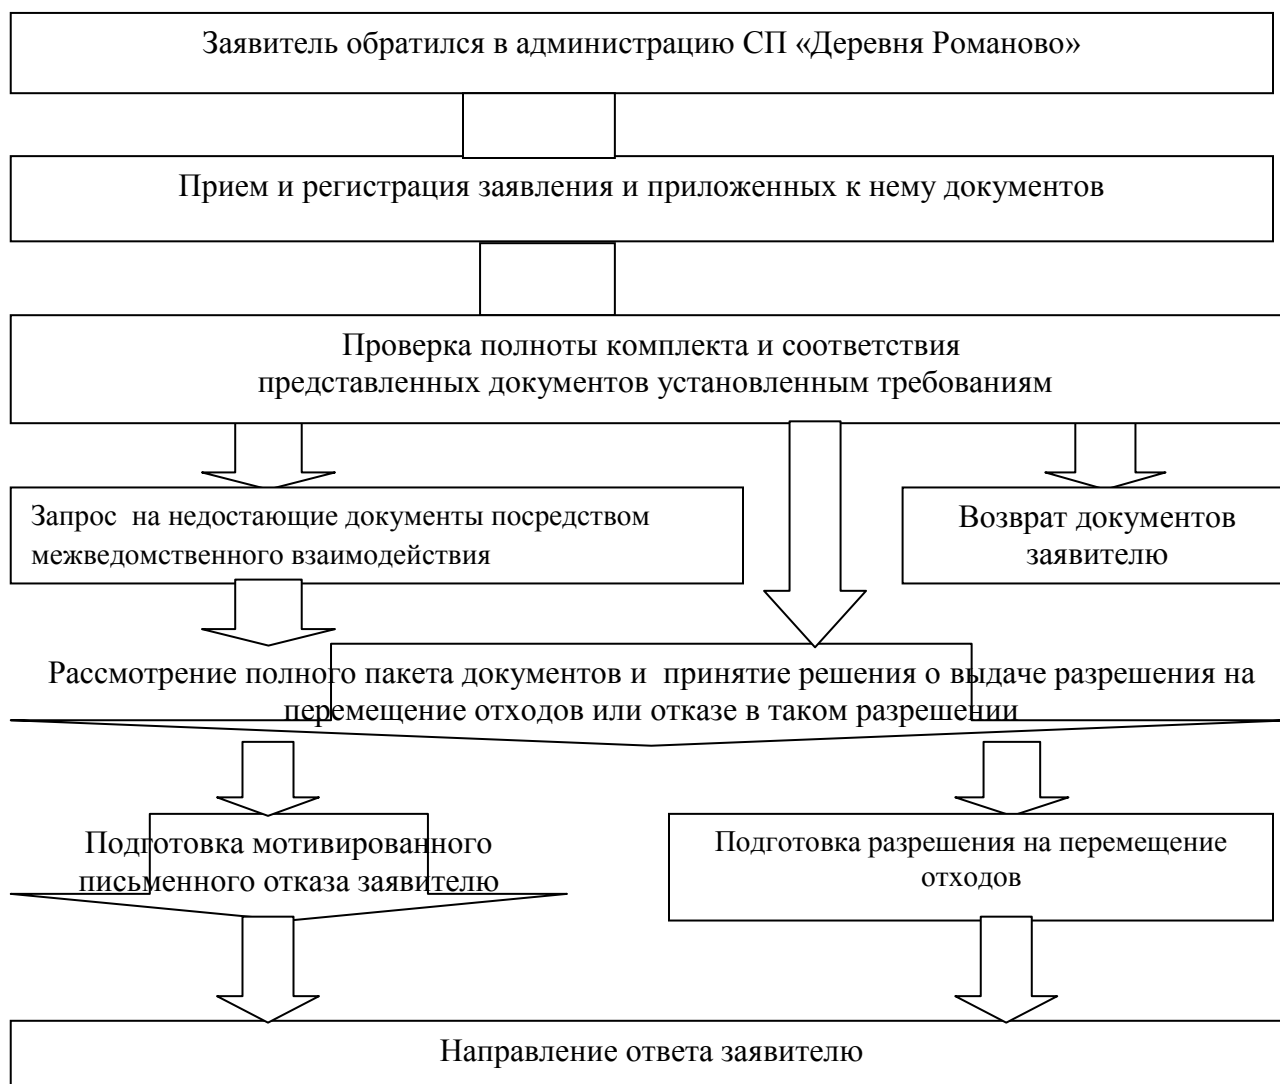 Заявитель обратился в администрацию СП «Деревня Романово»
Прием и регистрация заявления и приложенных к нему документов
Проверка полноты комплекта и соответствия
представленных документов установленным требованиям
Запрос на недостающие документы посредством
межведомственного взаимодействия
Возврат документов
заявителю
Рассмотрение полного пакета документов и принятие решения о выдаче разрешения на
перемещение отходов или отказе в таком разрешении
Подготовка мотивированного
письменного отказа заявителю
Подготовка разрешения на перемещение
отходов
Направление ответа заявителю